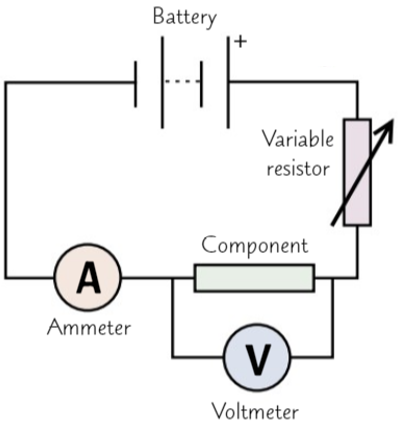 Battery
+
Variable
resistor
Component
A
Ammeter
V
Voltmeter